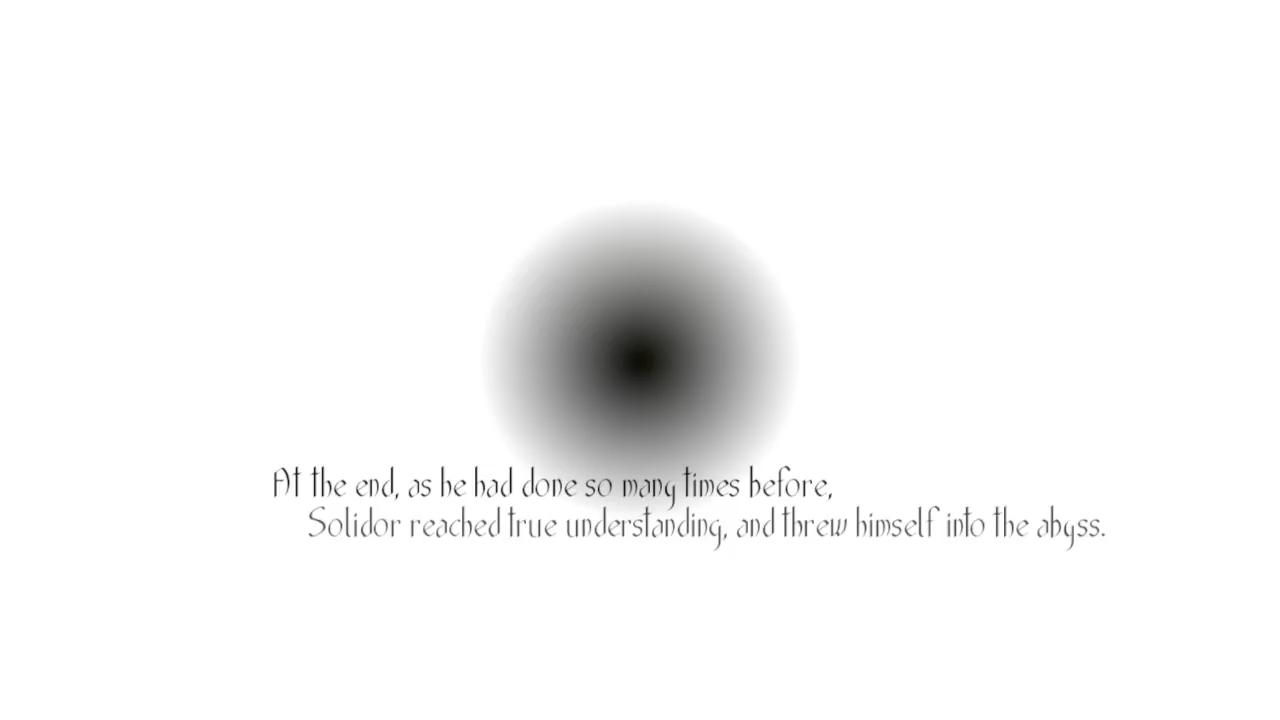 At the end, as he had done so many times before,
Solidor reached true understanding, and threw himself into the abyss.